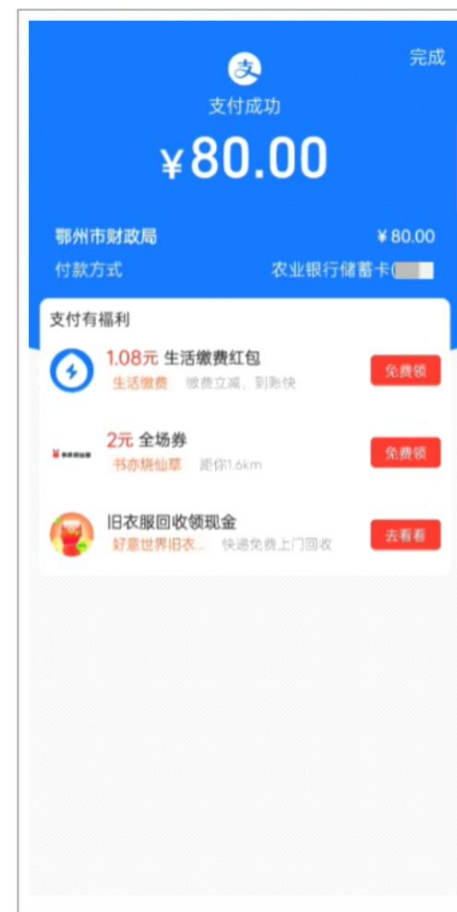 完成
支
支付成功
¥80.00
鄂州市财政局 ¥80.00
付款方式 农业银行储蓄卡(
支付有福利
1.08元 生活缴费红包
生活缴费 缴费立减，到账快
免费领
2元 全场券
书亦烧仙草 距你1.6km
免费领
旧衣服回收领现金
好意世界旧衣... 快递免费上门回收
去看看